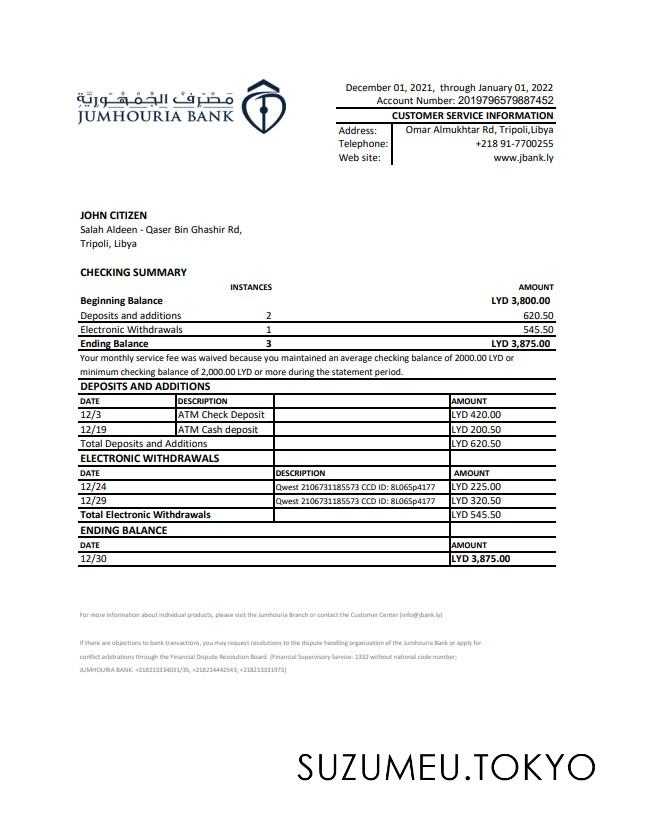 مصرف الجمهورية
JUMHOURIA BANK
December 01, 2021, through January 01, 2022
Account Number: 2019796579887452
CUSTOMER SERVICE INFORMATION
Address: Omar Almukhtar Rd, Tripoli,Libya
Telephone: +218 91-7700255
Web site: www.jbank.ly
JOHN CITIZEN
Salah Aldeen - Qaser Bin Ghashir Rd,
Tripoli, Libya
CHECKING SUMMARY
INSTANCES AMOUNT
Beginning Balance LYD 3,800.00
Deposits and additions 2 620.50
Electronic Withdrawals 1 545.50
Ending Balance 3 LYD 3,875.00
Your monthly service fee was waived because you maintained an average checking balance of 2000.00 LYD or
minimum checking balance of 2,000.00 LYD or more during the statement period.
DEPOSITS AND ADDITIONS
DATE DESCRIPTION AMOUNT
12/3 ATM Check Deposit LYD 420.00
12/19 ATM Cash deposit LYD 200.50
Total Deposits and Additions LYD 620.50
ELECTRONIC WITHDRAWALS
DATE DESCRIPTION AMOUNT
12/24 Qwest 2106731185573 CCD ID: 8L065p4177 LYD 225.00
12/29 Qwest 2106731185573 CCD ID: 8L065p4177 LYD 320.50
Total Electronic Withdrawals LYD 545.50
ENDING BALANCE
DATE AMOUNT
12/30 LYD 3,875.00
For more information about individual products, please visit the Jumhouria Branch or contact the Customer Center (info@jbank.ly)
If there are objections to bank transactions, you may request resolutions to the dispute handling organization of the Jumhouria Bank or apply for
conflict arbitrations through the Financial Dispute Resolution Board. (Financial Supervisory Service: 1332 without national code number;
JUMHOURIA BANK: +218213334031/35, +218214442543, +218213331973)
SUZUMEU.TOKYO